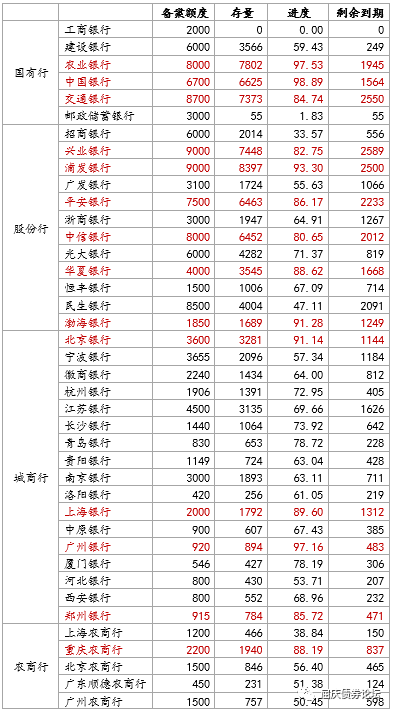 备案额度 存量 进度 剩余到期
国有行
工商银行 2000 0 0.00 0
建设银行 6000 3566 59.43 249
农业银行 8000 7802 97.53 1945
中国银行 6700 6625 98.89 1564
交通银行 8700 7373 84.74 2550
邮政储蓄银行 3000 55 1.83 55
股份行
招商银行 6000 2014 33.57 556
兴业银行 9000 7448 82.75 2589
浦发银行 9000 8397 93.30 2500
广发银行 3100 1724 55.63 1066
平安银行 7500 6463 86.17 2233
浙商银行 3000 1947 64.91 1267
中信银行 8000 6452 80.65 2012
光大银行 6000 4282 71.37 819
华夏银行 4000 3545 88.62 1668
恒丰银行 1500 1006 67.09 714
民生银行 8500 4004 47.11 2091
渤海银行 1850 1689 91.28 1249
城商行
北京银行 3600 3281 91.14 1144
宁波银行 3655 2096 57.34 1184
徽商银行 2240 1434 64.00 812
杭州银行 1906 1391 72.95 405
江苏银行 4500 3135 69.66 1626
长沙银行 1440 1064 73.92 642
青岛银行 830 653 78.72 228
贵阳银行 1149 724 63.04 428
南京银行 3000 1893 63.11 711
洛阳银行 420 256 61.05 219
上海银行 2000 1792 89.60 1312
中原银行 900 607 67.43 385
广州银行 920 894 97.16 483
厦门银行 546 427 78.19 306
河北银行 800 430 53.71 207
西安银行 800 552 68.96 232
郑州银行 915 784 85.72 471
农商行
上海农商行 1200 466 38.84 150
重庆农商行 2200 1940 88.19 837
北京农商行 1500 846 56.40 465
广东顺德农商行 450 231 51.38 124
广州农商行 1500 757 50.45 598
屈庆债券论坛